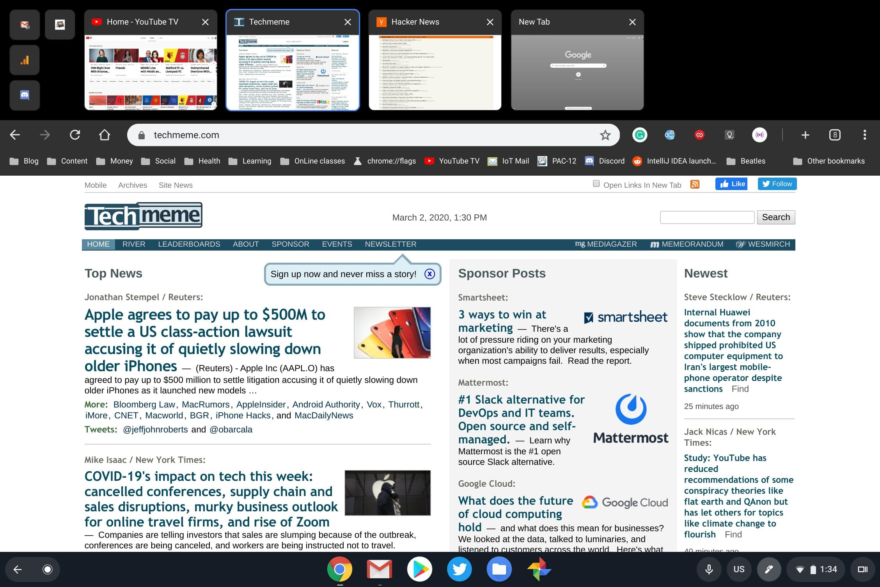 Home - YouTube TV
Techmeme
Hacker News
New Tab
Google
techmeme.com
8
Blog
Content
Money
Social
Health
Learning
OnLine classes
chrome://flags
YouTube TV
IoT Mail
PAC-12
Discord
IntelliJ IDEA launch...
Beatles
Other bookmarks
Mobile
Archives
Site News
Open Links In New Tab
Like
Follow
Techmeme
March 2, 2020, 1:30 PM
Search
HOME
RIVER
LEADERBOARDS
ABOUT
SPONSOR
EVENTS
NEWSLETTER
mg MEDIAGAZER
m MEMEORANDUM
W WESMIRCH
Sign up now and never miss a story! x
Top News
Jonathan Stempel / Reuters:
Apple agrees to pay up to $500M to
settle a US class-action lawsuit
accusing it of quietly slowing down
older iPhones — (Reuters) - Apple Inc (AAPL.O) has
agreed to pay up to $500 million to settle litigation accusing it of quietly slowing down
older iPhones as it launched new models …
More: Bloomberg Law, MacRumors, AppleInsider, Android Authority, Vox, Thurrott,
iMore, CNET, Macworld, BGR, iPhone Hacks, and MacDailyNews
Tweets: @jeffjohnroberts and @obarcala
Mike Isaac / New York Times:
COVID-19's impact on tech this week:
cancelled conferences, supply chain and
sales disruptions, murky business outlook
for online travel firms, and rise of Zoom
— Companies are telling investors that sales are slumping because of the outbreak,
conferences are being canceled, and workers are being instructed not to travel.
Sponsor Posts
Smartsheet:
3 ways to win at
marketing — There's a
lot of pressure riding on your marketing
organization's ability to deliver results, especially
when most campaigns fail. Read the report.
smartsheet
Mattermost:
#1 Slack alternative for
DevOps and IT teams.
Open source and self-
managed. — Learn why
Mattermost is the #1 open
source Slack alternative.
Mattermost
Google Cloud:
What does the future
of cloud computing
hold — and what does this mean for businesses?
We looked at the data, talked to luminaries, and
listened to customers across the world. Here's what
Google Cloud
Newest
Steve Stecklow / Reuters:
Internal Huawei
documents from 2010
show that the company
shipped prohibited US
computer equipment to
Iran's largest mobile-
phone operator despite
sanctions Find
25 minutes ago
Jack Nicas / New York
Times:
Study: YouTube has
reduced
recommendations of some
conspiracy theories like
flat earth and QAnon but
has let others for topics
like climate change to
flourish Find
40 minutes ago
US
1:34